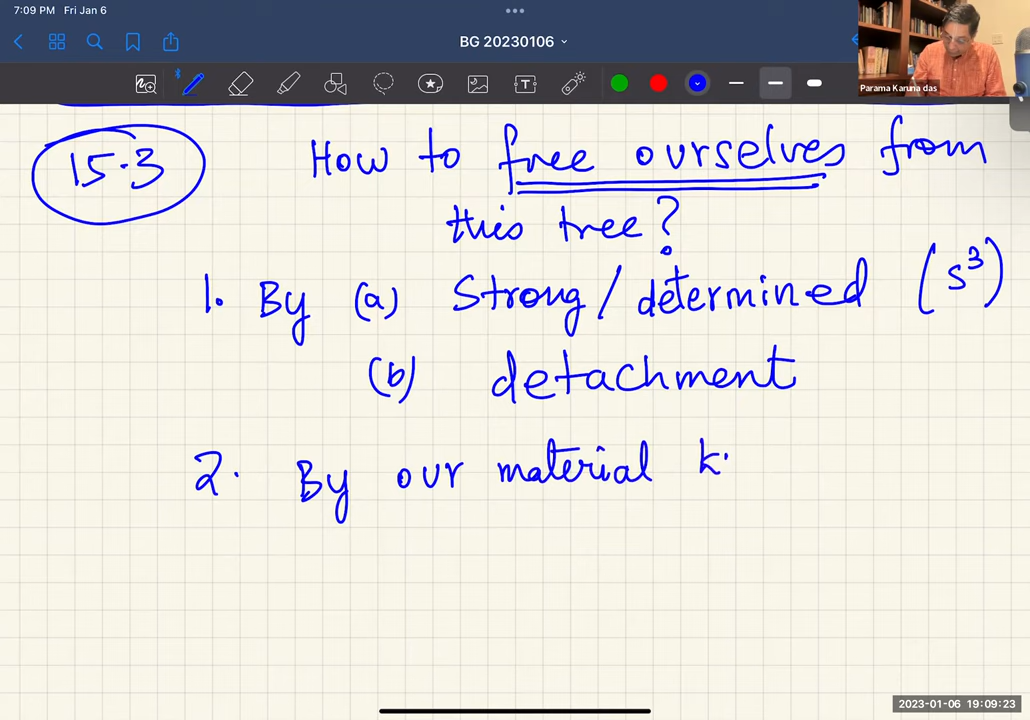 7:09 PM Fri Jan 6
BG 20230106
Parama Karuna das
15.3 How to free ourselves from
this tree?
1. By (a) Strong/determined (s³)
(b) detachment
2. By our material k
2023-01-06 19:09:23